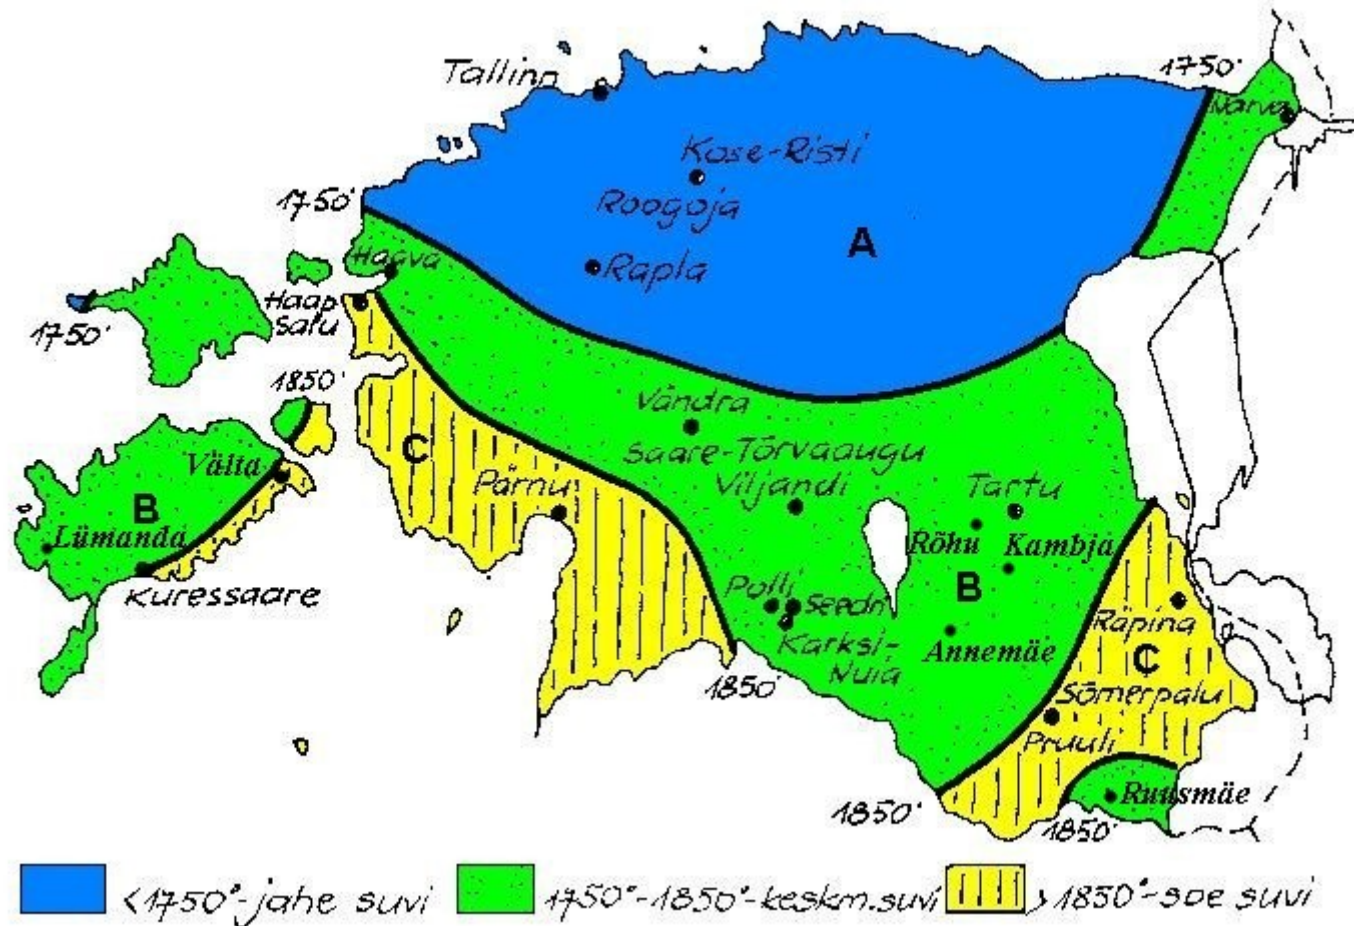 Tallinn
1750°
Narva
Kose-Risti
Roogoja
1750°
A
Haava
Rapla
Haap
salu
1750°
1850°
Vändra
C
Saare-Tõrvaaugu
Välta
Pärnu
Viljandi
Tartu
B
Lümanda
Rõhu
Kambja
Kuressaare
Polli
Seedri
B
Räpina
Karksi-
Nuia
Annemäe
C
1850°
Sõmerpalu
Pruuli
1850°
Ruusmäe
1850°
<1750°-jahe suvi
1750°-1850°-keskm.suvi
>1850°-soe suvi